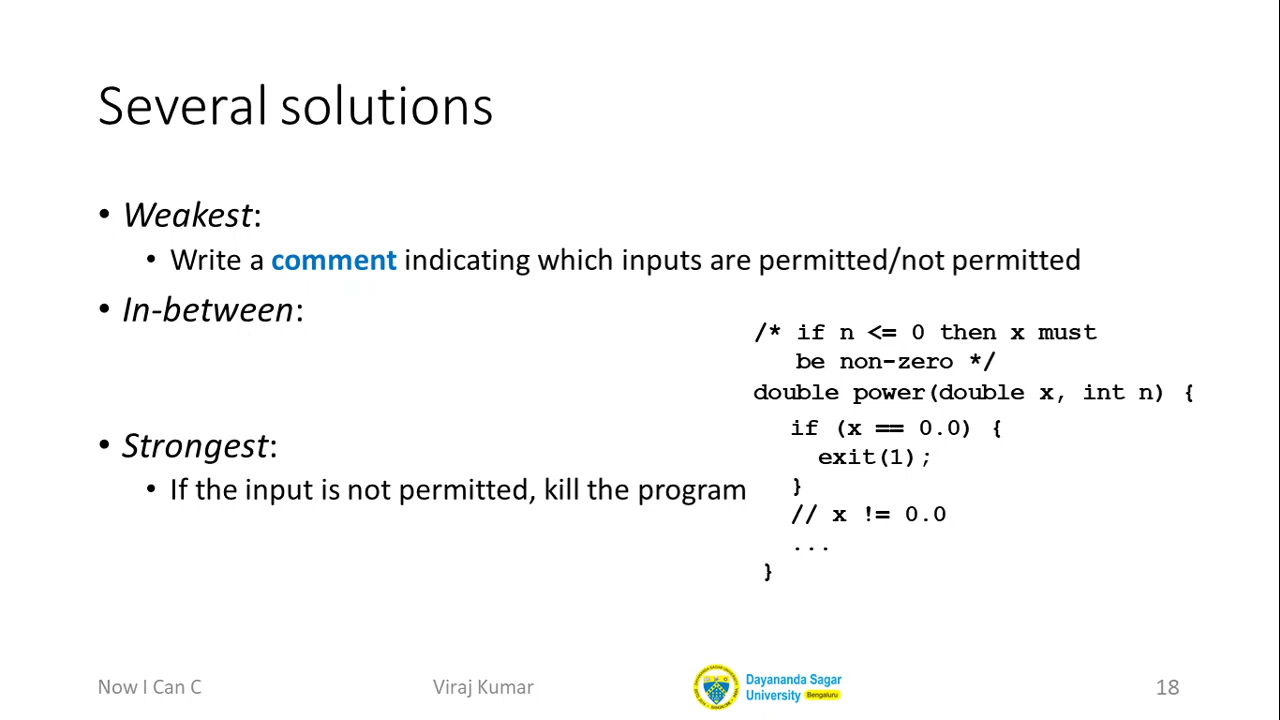 Several solutions
• Weakest:
• Write a comment indicating which inputs are permitted/not permitted
• In-between:
/* if n <= 0 then x must
be non-zero */
double power(double x, int n) {
if (x == 0.0) {
exit(1);
}
// x != 0.0
...
}
• Strongest:
• If the input is not permitted, kill the program
Now I Can C
Viraj Kumar
Dayananda Sagar
University Bengaluru
18